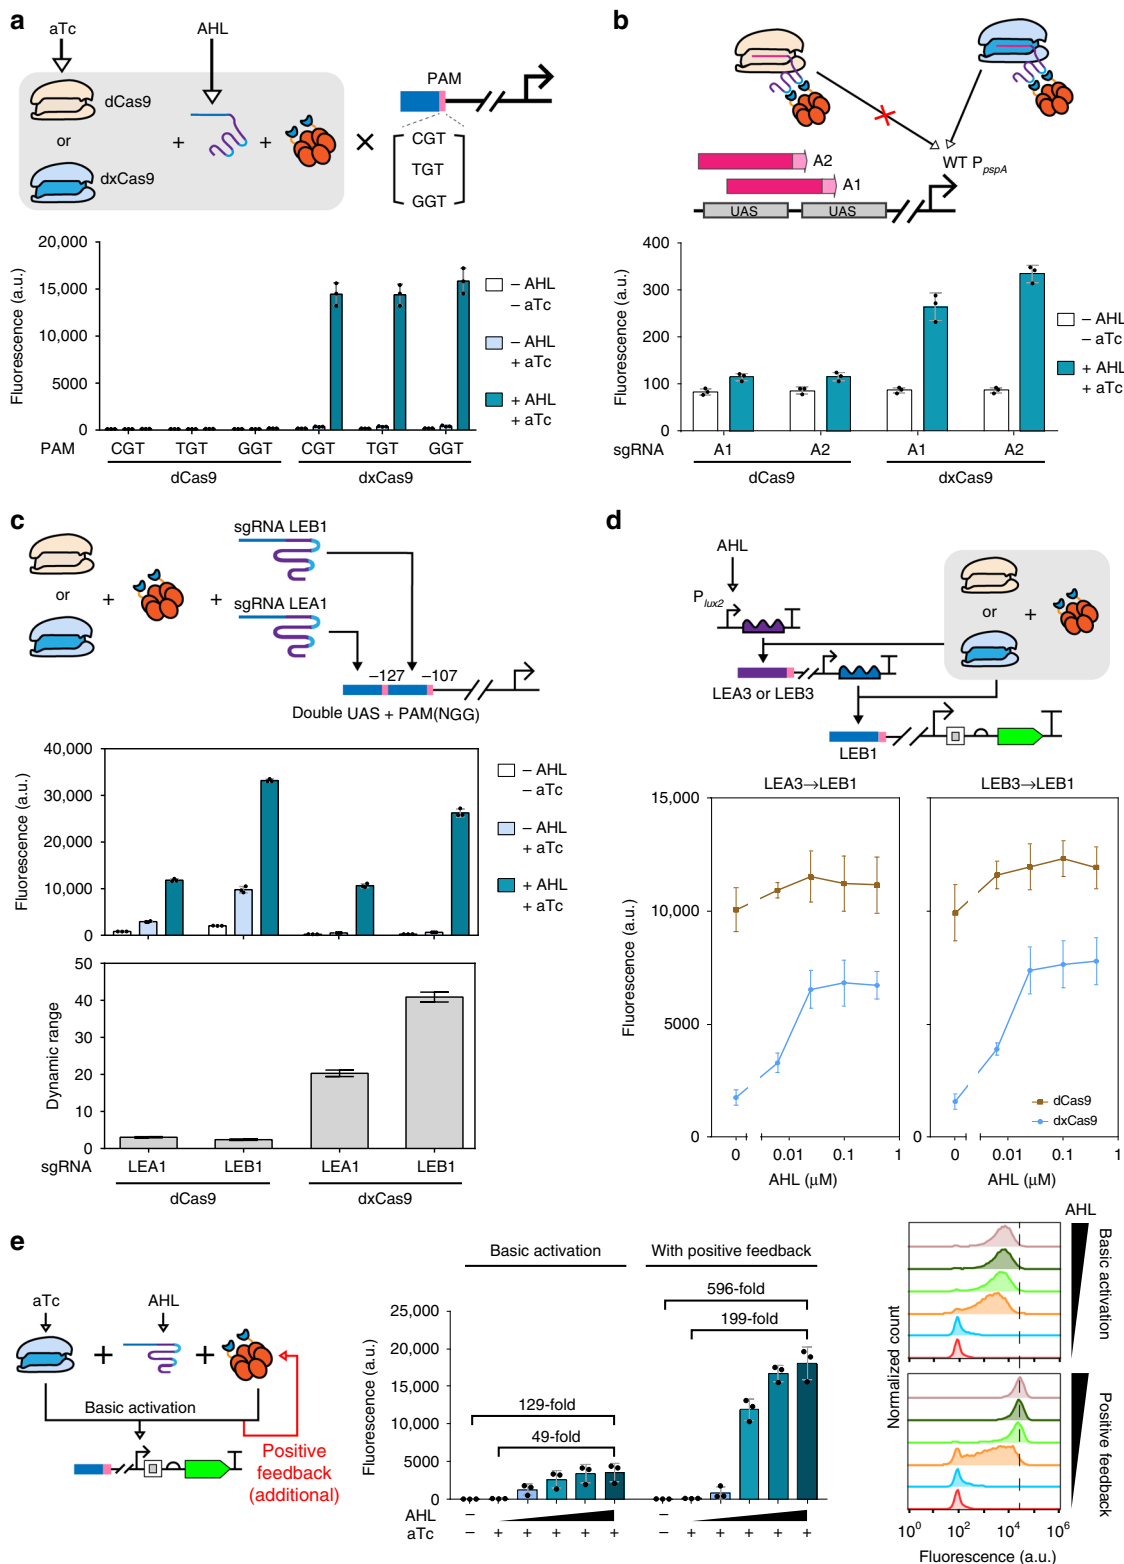 a
aTc
AHL
dCas9
or
dxCas9
+
+
×
PAM
CGT
TGT
GGT
Fluorescence (a.u.)
20,000
15,000
10,000
5000
0
– AHL
– aTc
– AHL
+ aTc
+ AHL
+ aTc
PAM
CGT TGT GGT CGT TGT GGT
dCas9 dxCas9
b
A2
A1
WT PpspA
UAS UAS
Fluorescence (a.u.)
400
300
200
100
0
– AHL
– aTc
+ AHL
+ aTc
sgRNA A1 A2 A1 A2
dCas9 dxCas9
c
or
+
+
sgRNA LEB1
sgRNA LEA1
–127 –107
Double UAS + PAM(NGG)
Fluorescence (a.u.)
40,000
30,000
20,000
10,000
0
– AHL
– aTc
– AHL
+ aTc
+ AHL
+ aTc
Dynamic range
50
40
30
20
10
0
sgRNA LEA1 LEB1 LEA1 LEB1
dCas9 dxCas9
d
AHL
Plux2
or
+
LEA3 or LEB3
LEB1
LEA3→LEB1 LEB3→LEB1
Fluorescence (a.u.)
15,000
10,000
5000
0
0
dCas9
dxCas9
0 0.01 0.1 1 0 0.01 0.1 1
AHL (µM) AHL (µM)
e
aTc
AHL
+
+
Basic activation
Positive
feedback
(additional)
Basic activation With positive feedback
Fluorescence (a.u.)
25,000
20,000
15,000
10,000
5000
0
129-fold
49-fold
596-fold
199-fold
AHL – – – –
aTc – + + + + + – + + + + +
AHL
Basic activation
Positive feedback
Normalized count
10^0 10^2 10^4 10^6
Fluorescence (a.u.)